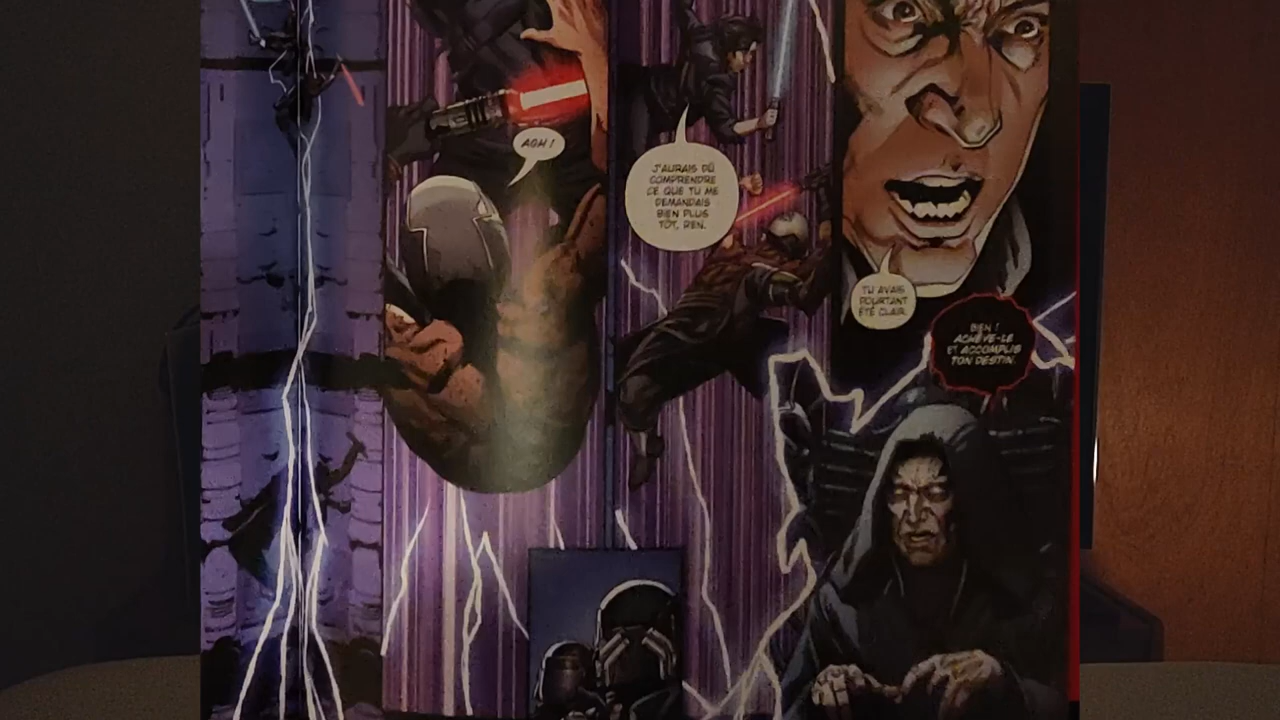 AGH !
J'AURAIS DÛ
COMPRENDRE
CE QUE TU ME
DEMANDAIS
BIEN PLUS
TÔT, REN.
TU AVAIS
POURTANT
ÉTÉ CLAIR.
BIEN !
ACHÈVE-LE
ET ACCOMPLIS
TON DESTIN.